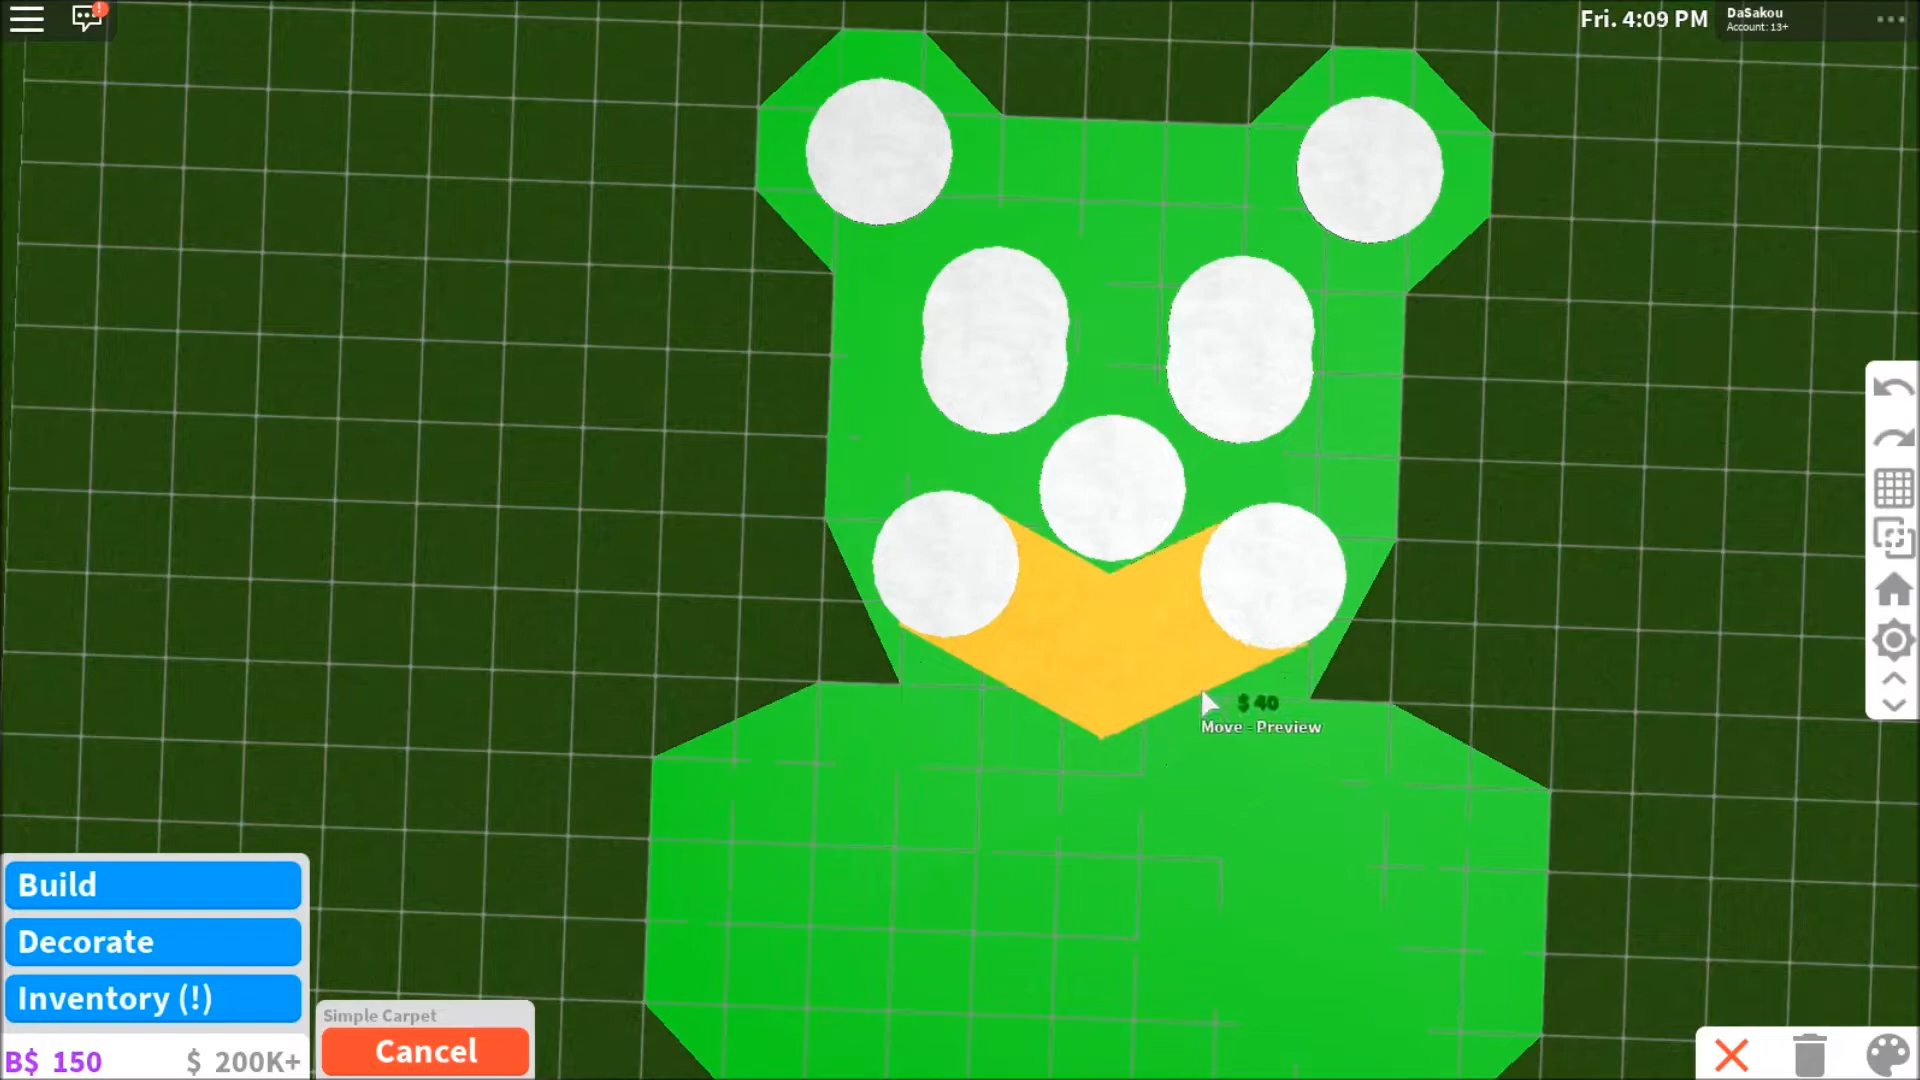 Fri. 4:09 PM
DaSakou
Account: 13+
$ 40
Move - Preview
Build
Decorate
Inventory (!)
B$ 150
$ 200K+
Simple Carpet
Cancel